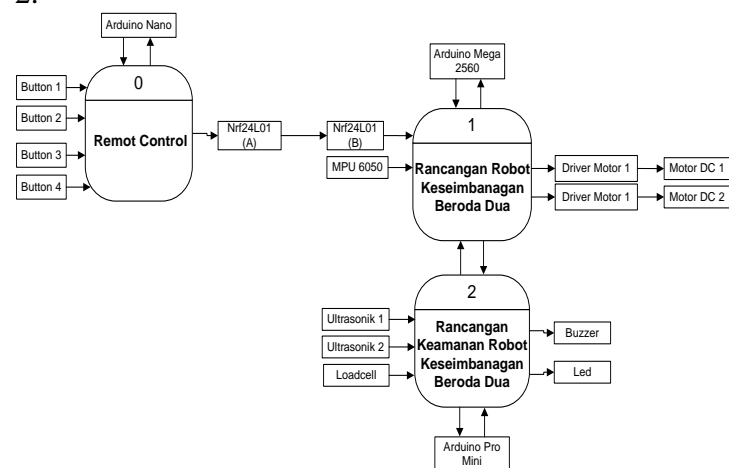 2.
Arduino Nano
0
Button 1
Button 2
Button 3
Button 4
Remot Control
Nrf24L01
(A)
Nrf24L01
(B)
MPU 6050
Arduino Mega
2560
1
Rancangan Robot
Keseimbanagan
Beroda Dua
Driver Motor 1
Motor DC 1
Driver Motor 1
Motor DC 2
2
Ultrasonik 1
Ultrasonik 2
Loadcell
Rancangan
Keamanan Robot
Keseimbanagan
Beroda Dua
Buzzer
Led
Arduino Pro
Mini